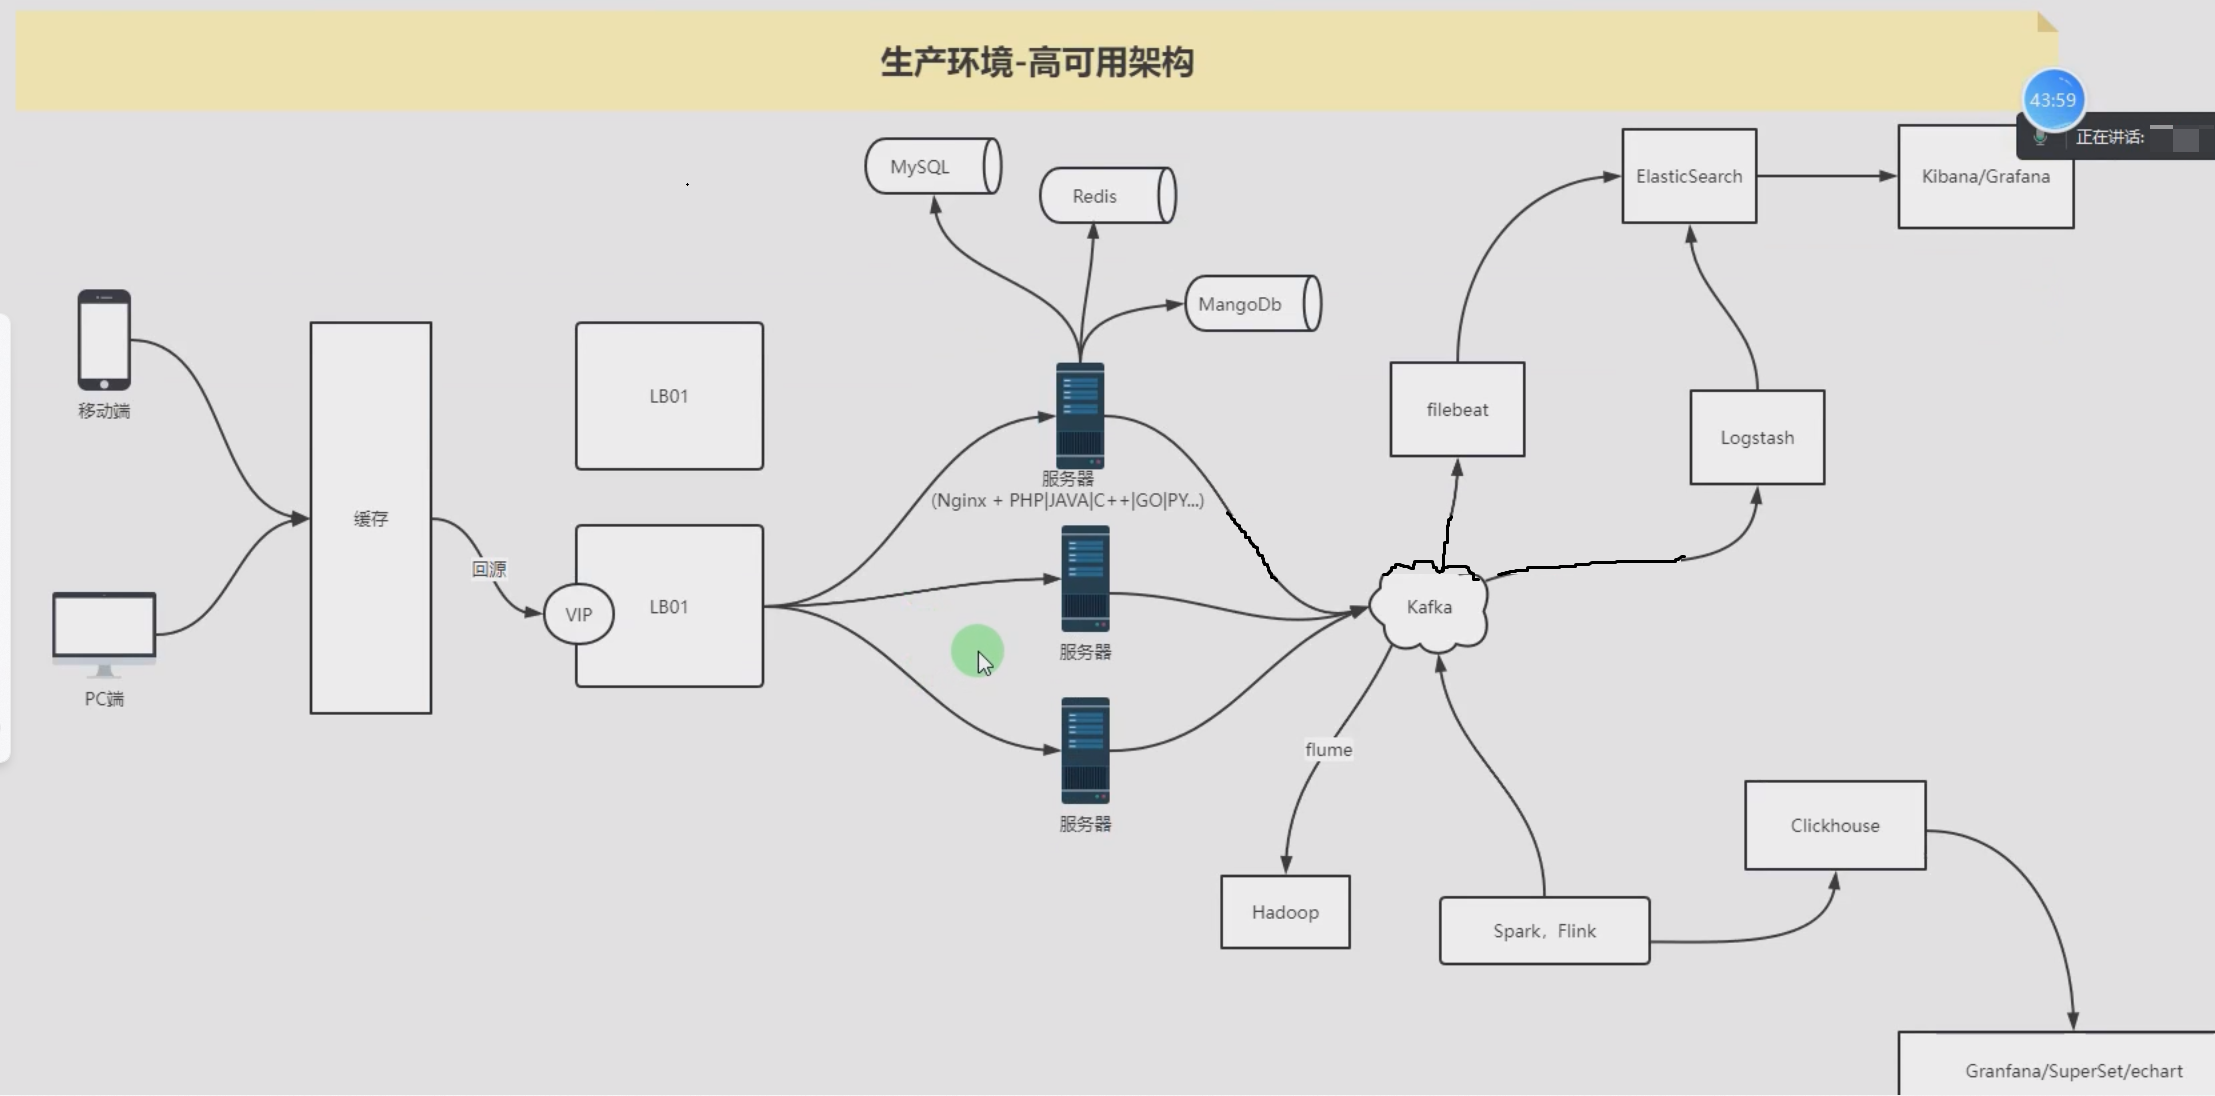 生产环境-高可用架构
43:59
正在讲话:
MySQL
Redis
MangoDb
ElasticSearch
Kibana/Grafana
移动端
缓存
LB01
filebeat
Logstash
服务器
(Nginx + PHP|JAVA|C++|GO|PY...)
回源
VIP
LB01
Kafka
服务器
PC端
flume
服务器
Clickhouse
Hadoop
Spark，Flink
Granfana/SuperSet/echart